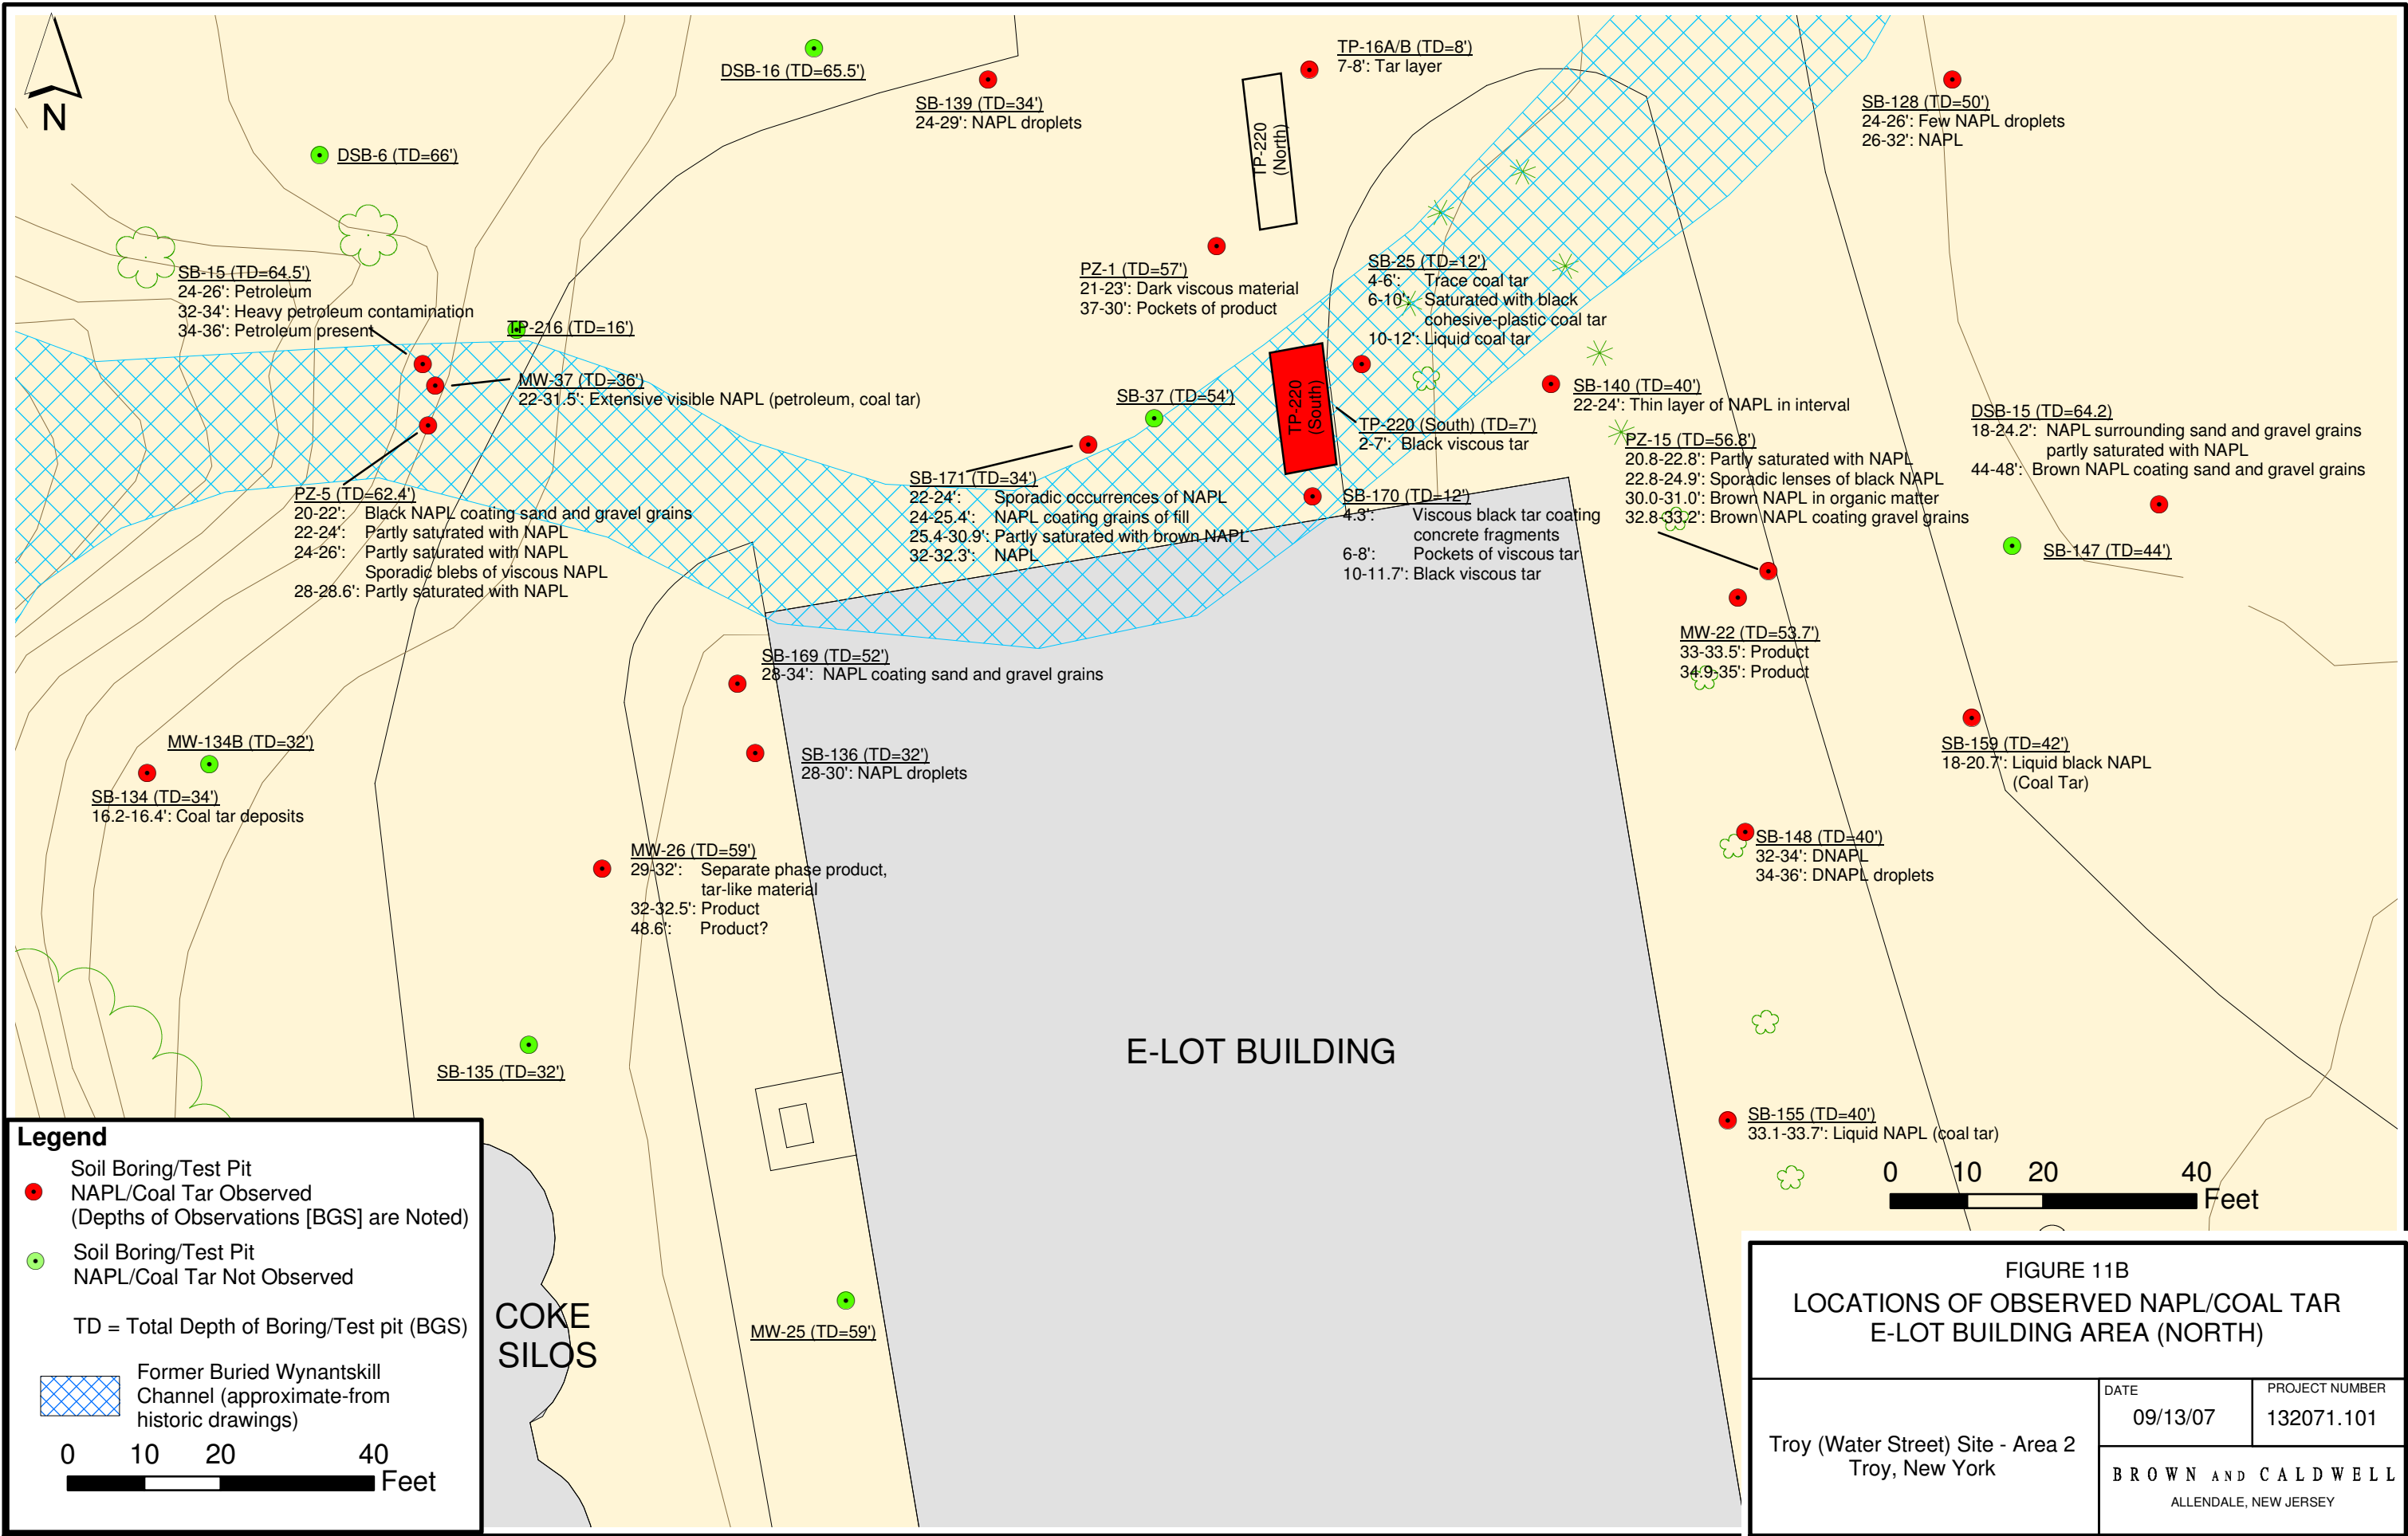 N
DSB-16 (TD=65.5')
SB-139 (TD=34')
24-29': NAPL droplets
TP-16A/B (TD=8')
7-8': Tar layer
TP-220
(North)
SB-128 (TD=50')
24-26': Few NAPL droplets
26-32': NAPL
DSB-6 (TD=66')
SB-15 (TD=64.5')
24-26': Petroleum
32-34': Heavy petroleum contamination
34-36': Petroleum present
TP-216 (TD=16')
MW-37 (TD=36')
22-31.5': Extensive visible NAPL (petroleum, coal tar)
PZ-1 (TD=57')
21-23': Dark viscous material
37-30': Pockets of product
SB-25 (TD=12')
4-6': Trace coal tar
6-10': Saturated with black
cohesive-plastic coal tar
10-12': Liquid coal tar
SB-37 (TD=54')
TP-220
(South)
TP-220 (South) (TD=7')
2-7': Black viscous tar
SB-140 (TD=40')
22-24': Thin layer of NAPL in interval
PZ-15 (TD=56.8')
20.8-22.8': Partly saturated with NAPL
22.8-24.9': Sporadic lenses of black NAPL
30.0-31.0': Brown NAPL in organic matter
32.8-33.2': Brown NAPL coating gravel grains
DSB-15 (TD=64.2)
18-24.2': NAPL surrounding sand and gravel grains
partly saturated with NAPL
44-48': Brown NAPL coating sand and gravel grains
SB-147 (TD=44')
PZ-5 (TD=62.4')
20-22': Black NAPL coating sand and gravel grains
22-24': Partly saturated with NAPL
24-26': Partly saturated with NAPL
Sporadic blebs of viscous NAPL
28-28.6': Partly saturated with NAPL
SB-171 (TD=34')
22-24': Sporadic occurrences of NAPL
24-25.4': NAPL coating grains of fill
25.4-30.9': Partly saturated with brown NAPL
32-32.3': NAPL
SB-170 (TD=12')
4.3': Viscous black tar coating
concrete fragments
6-8': Pockets of viscous tar
10-11.7': Black viscous tar
MW-22 (TD=53.7')
33-33.5': Product
34.9-35': Product
SB-169 (TD=52')
28-34': NAPL coating sand and gravel grains
SB-136 (TD=32')
28-30': NAPL droplets
MW-134B (TD=32')
SB-134 (TD=34')
16.2-16.4': Coal tar deposits
SB-159 (TD=42')
18-20.7': Liquid black NAPL
(Coal Tar)
SB-148 (TD=40')
32-34': DNAPL
34-36': DNAPL droplets
MW-26 (TD=59')
29-32': Separate phase product,
tar-like material
32-32.5': Product
48.6': Product?
SB-135 (TD=32')
E-LOT BUILDING
SB-155 (TD=40')
33.1-33.7': Liquid NAPL (coal tar)
0 10 20 40
Feet
MW-25 (TD=59')
COKE
SILOS
Legend
Soil Boring/Test Pit
NAPL/Coal Tar Observed
(Depths of Observations [BGS] are Noted)
Soil Boring/Test Pit
NAPL/Coal Tar Not Observed
TD = Total Depth of Boring/Test pit (BGS)
Former Buried Wynantskill
Channel (approximate-from
historic drawings)
0 10 20 40
Feet
FIGURE 11B
LOCATIONS OF OBSERVED NAPL/COAL TAR
E-LOT BUILDING AREA (NORTH)
Troy (Water Street) Site - Area 2
Troy, New York
DATE
09/13/07
PROJECT NUMBER
132071.101
BROWN AND CALDWELL
ALLENDALE, NEW JERSEY